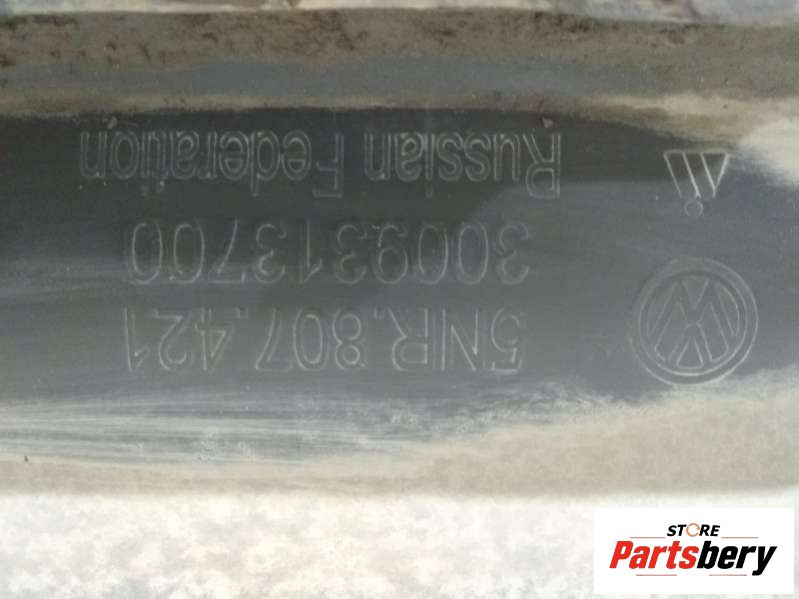 5NR.807.421
3009313700
Russian Federation
STORE
Partsbery